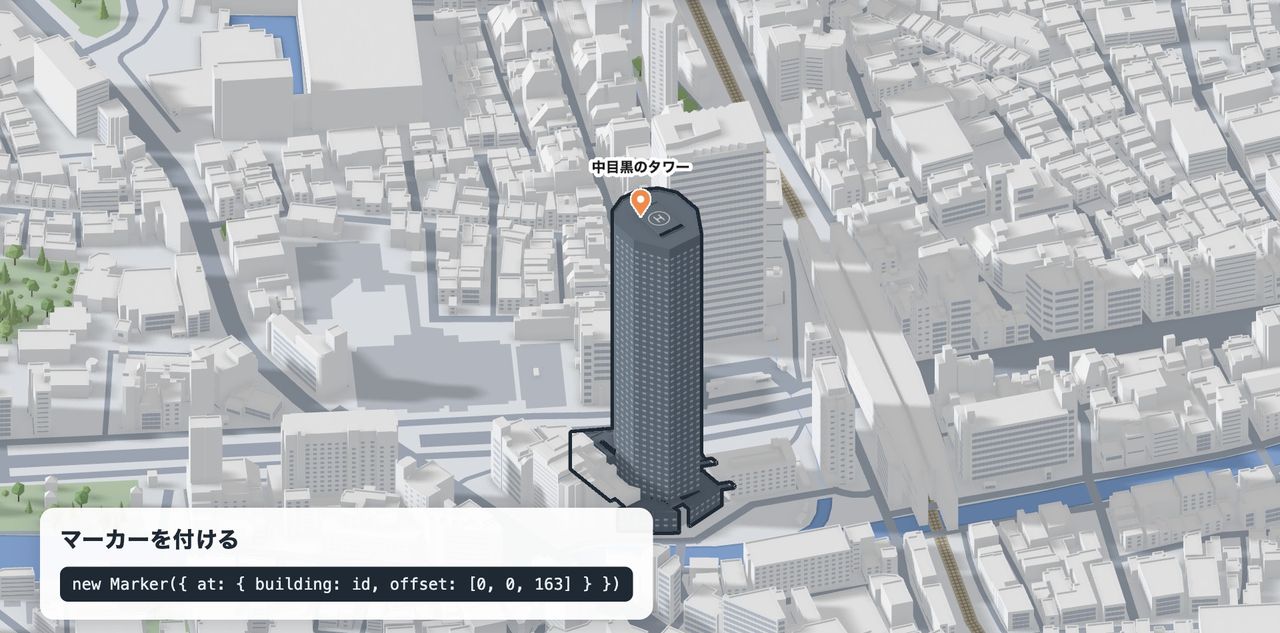 中目黒のタワー
H
マーカーを付ける
new Marker({ at: { building: id, offset: [0, 0, 163] } })